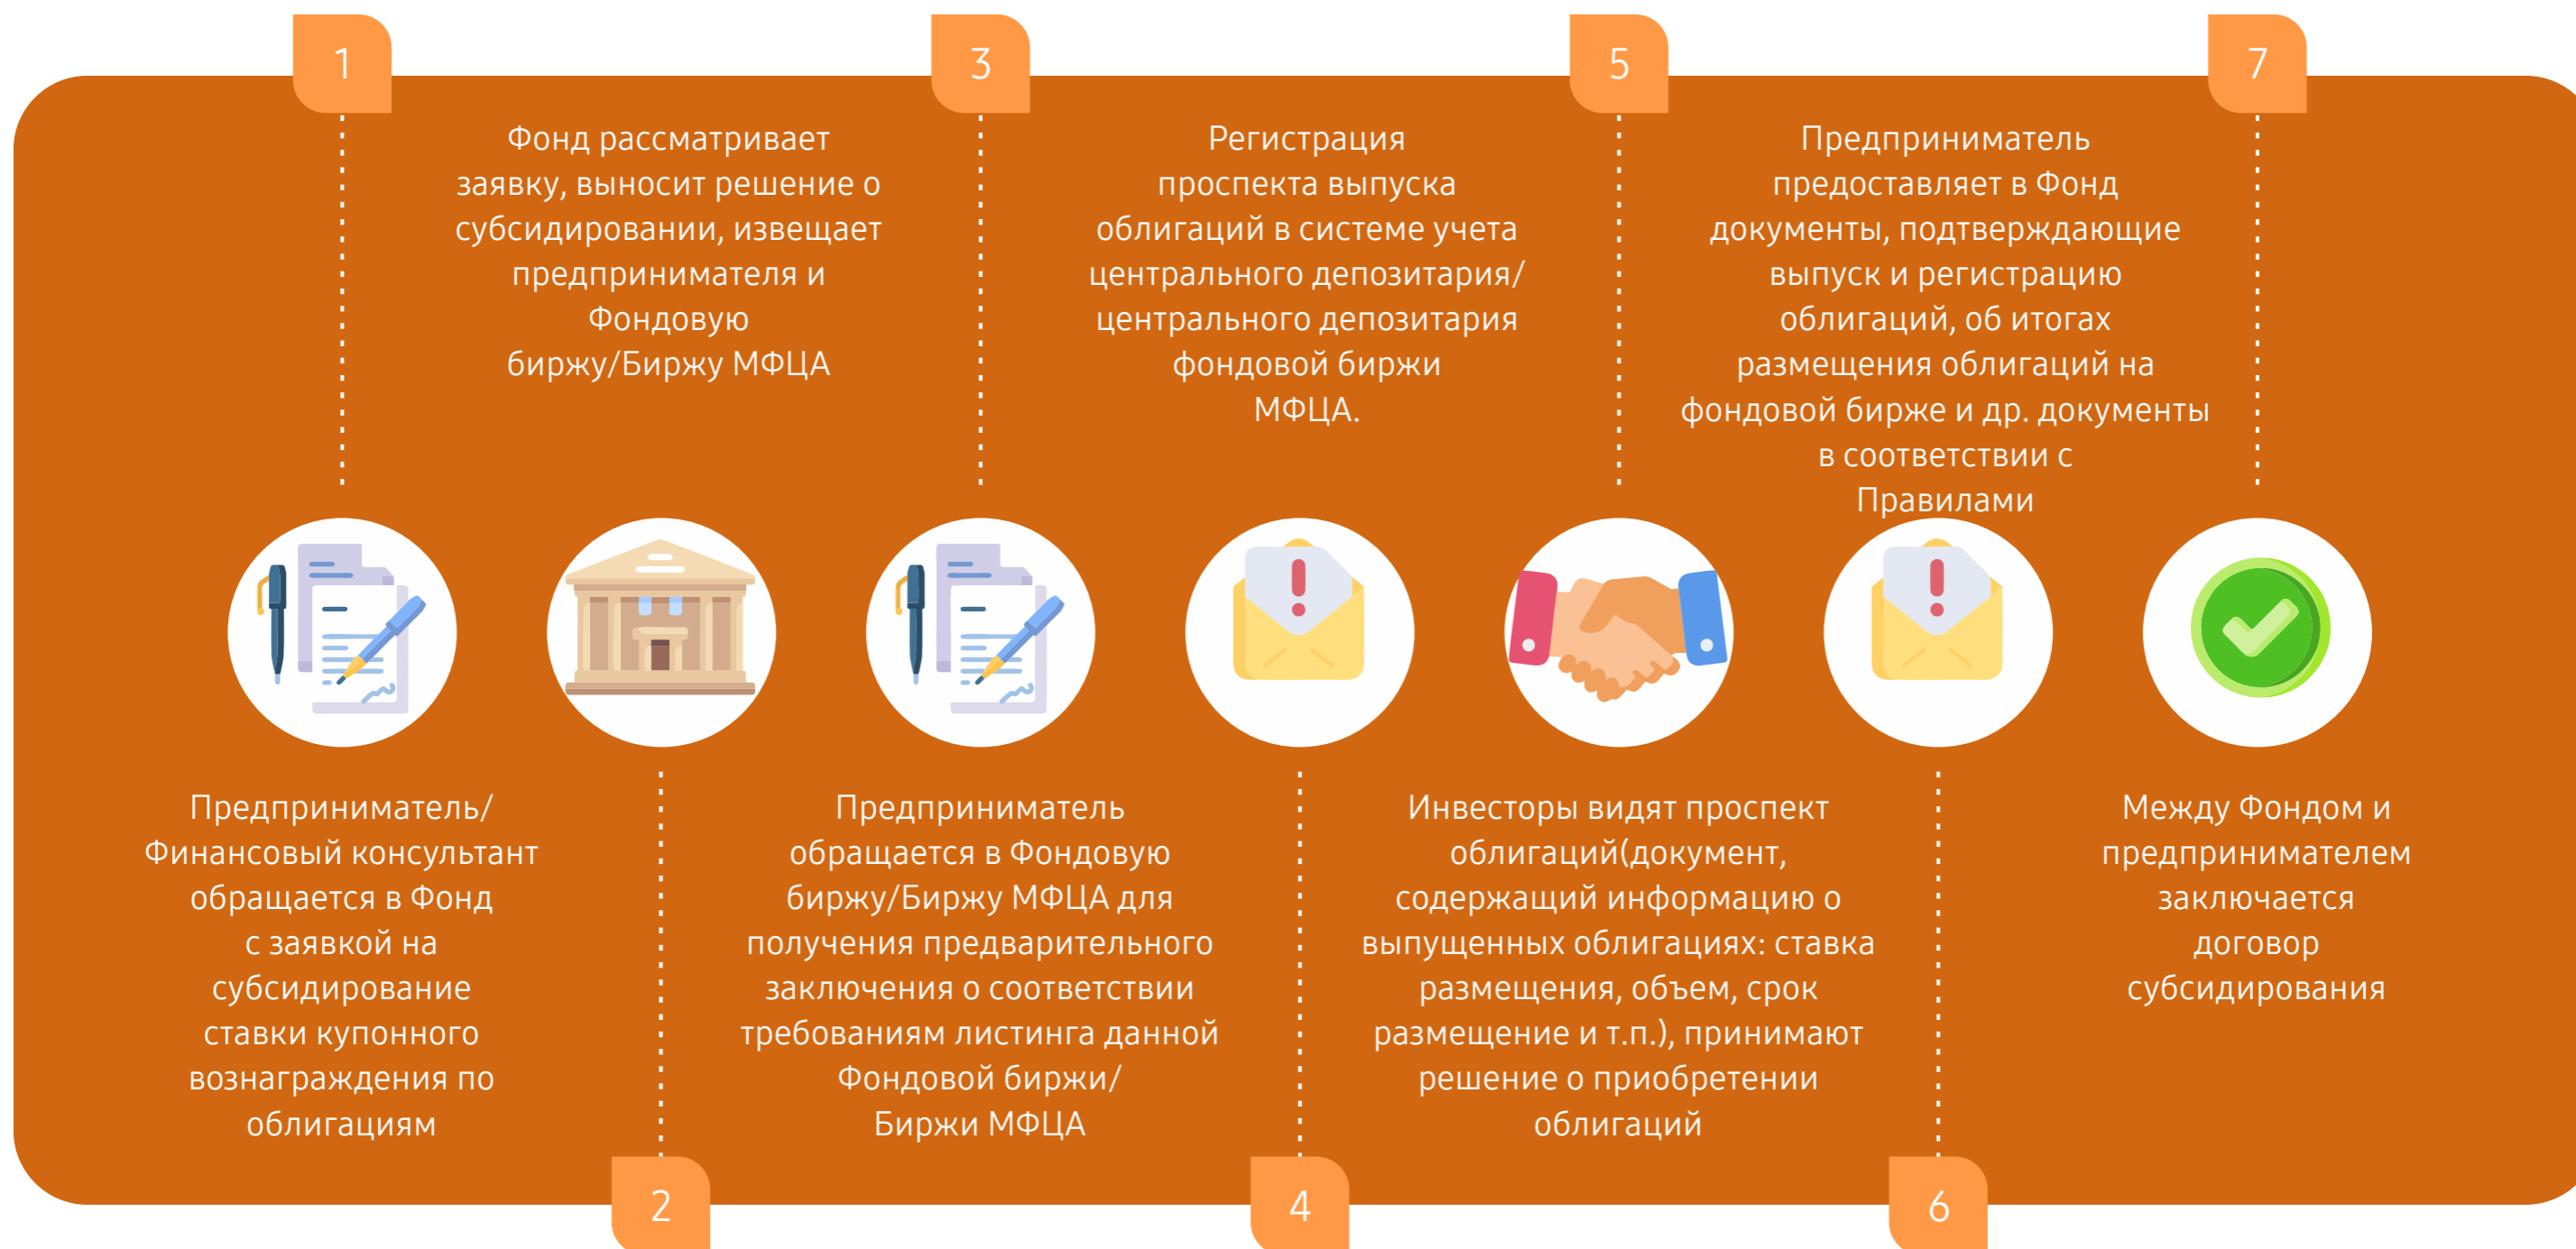 1
Предприниматель/
Финансовый консультант
обращается в Фонд
с заявкой на
субсидирование
ставки купонного
вознаграждения по
облигациям
2
Фонд рассматривает
заявку, выносит решение о
субсидировании, извещает
предпринимателя и
Фондовую
биржу/Биржу МФЦА
3
Предприниматель
обращается в Фондовую
биржу/Биржу МФЦА для
получения предварительного
заключения о соответствии
требованиям листинга данной
Фондовой биржи/
Биржи МФЦА
4
Регистрация
проспекта выпуска
облигаций в системе учета
центрального депозитария/
центрального депозитария
фондовой биржи
МФЦА.
5
Инвесторы видят проспект
облигаций(документ,
содержащий информацию о
выпущенных облигациях: ставка
размещения, объем, срок
размещение и т.п.), принимают
решение о приобретении
облигаций
6
Предприниматель
предоставляет в Фонд
документы, подтверждающие
выпуск и регистрацию
облигаций, об итогах
размещения облигаций на
фондовой бирже и др. документы
в соответствии с
Правилами
7
Между Фондом и
предпринимателем
заключается
договор
субсидирования